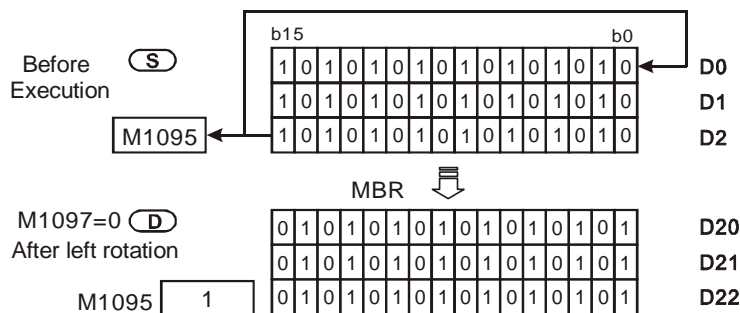 b15 b0
Before Execution S 1 0 1 0 1 0 1 0 1 0 1 0 1 0 1 0 D0
1 0 1 0 1 0 1 0 1 0 1 0 1 0 1 0 D1
M1095 1 0 1 0 1 0 1 0 1 0 1 0 1 0 1 0 D2
MBR
M1097=0 D 0 1 0 1 0 1 0 1 0 1 0 1 0 1 0 1 D20
After left rotation 0 1 0 1 0 1 0 1 0 1 0 1 0 1 0 1 D21
M1095 1 0 1 0 1 0 1 0 1 0 1 0 1 0 1 0 1 D22